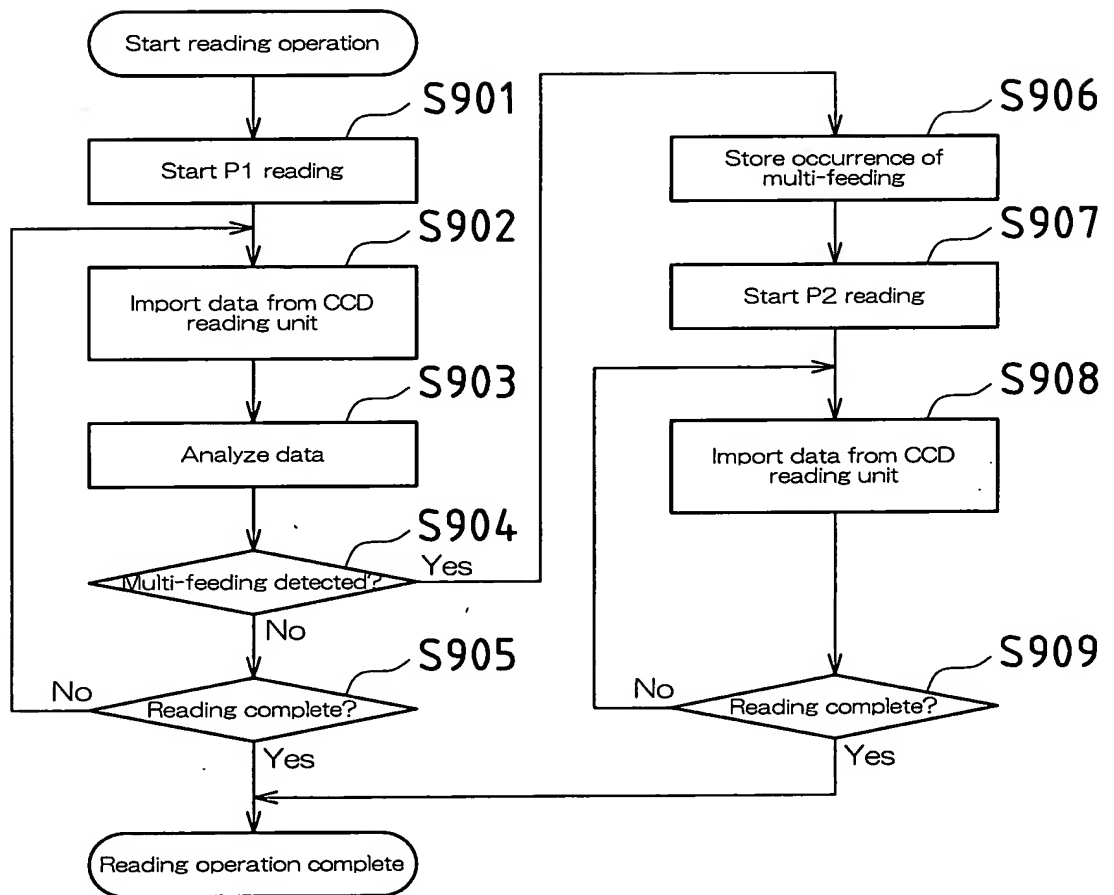 Start reading operation
S901
Start P1 reading
S902
Import data from CCD
reading unit
S903
Analyze data
S904
Multi-feeding detected?
Yes
No
S905
Reading complete?
No
Yes
Reading operation complete
S906
Store occurrence of
multi-feeding
S907
Start P2 reading
S908
Import data from CCD
reading unit
S909
Reading complete?
No
Yes